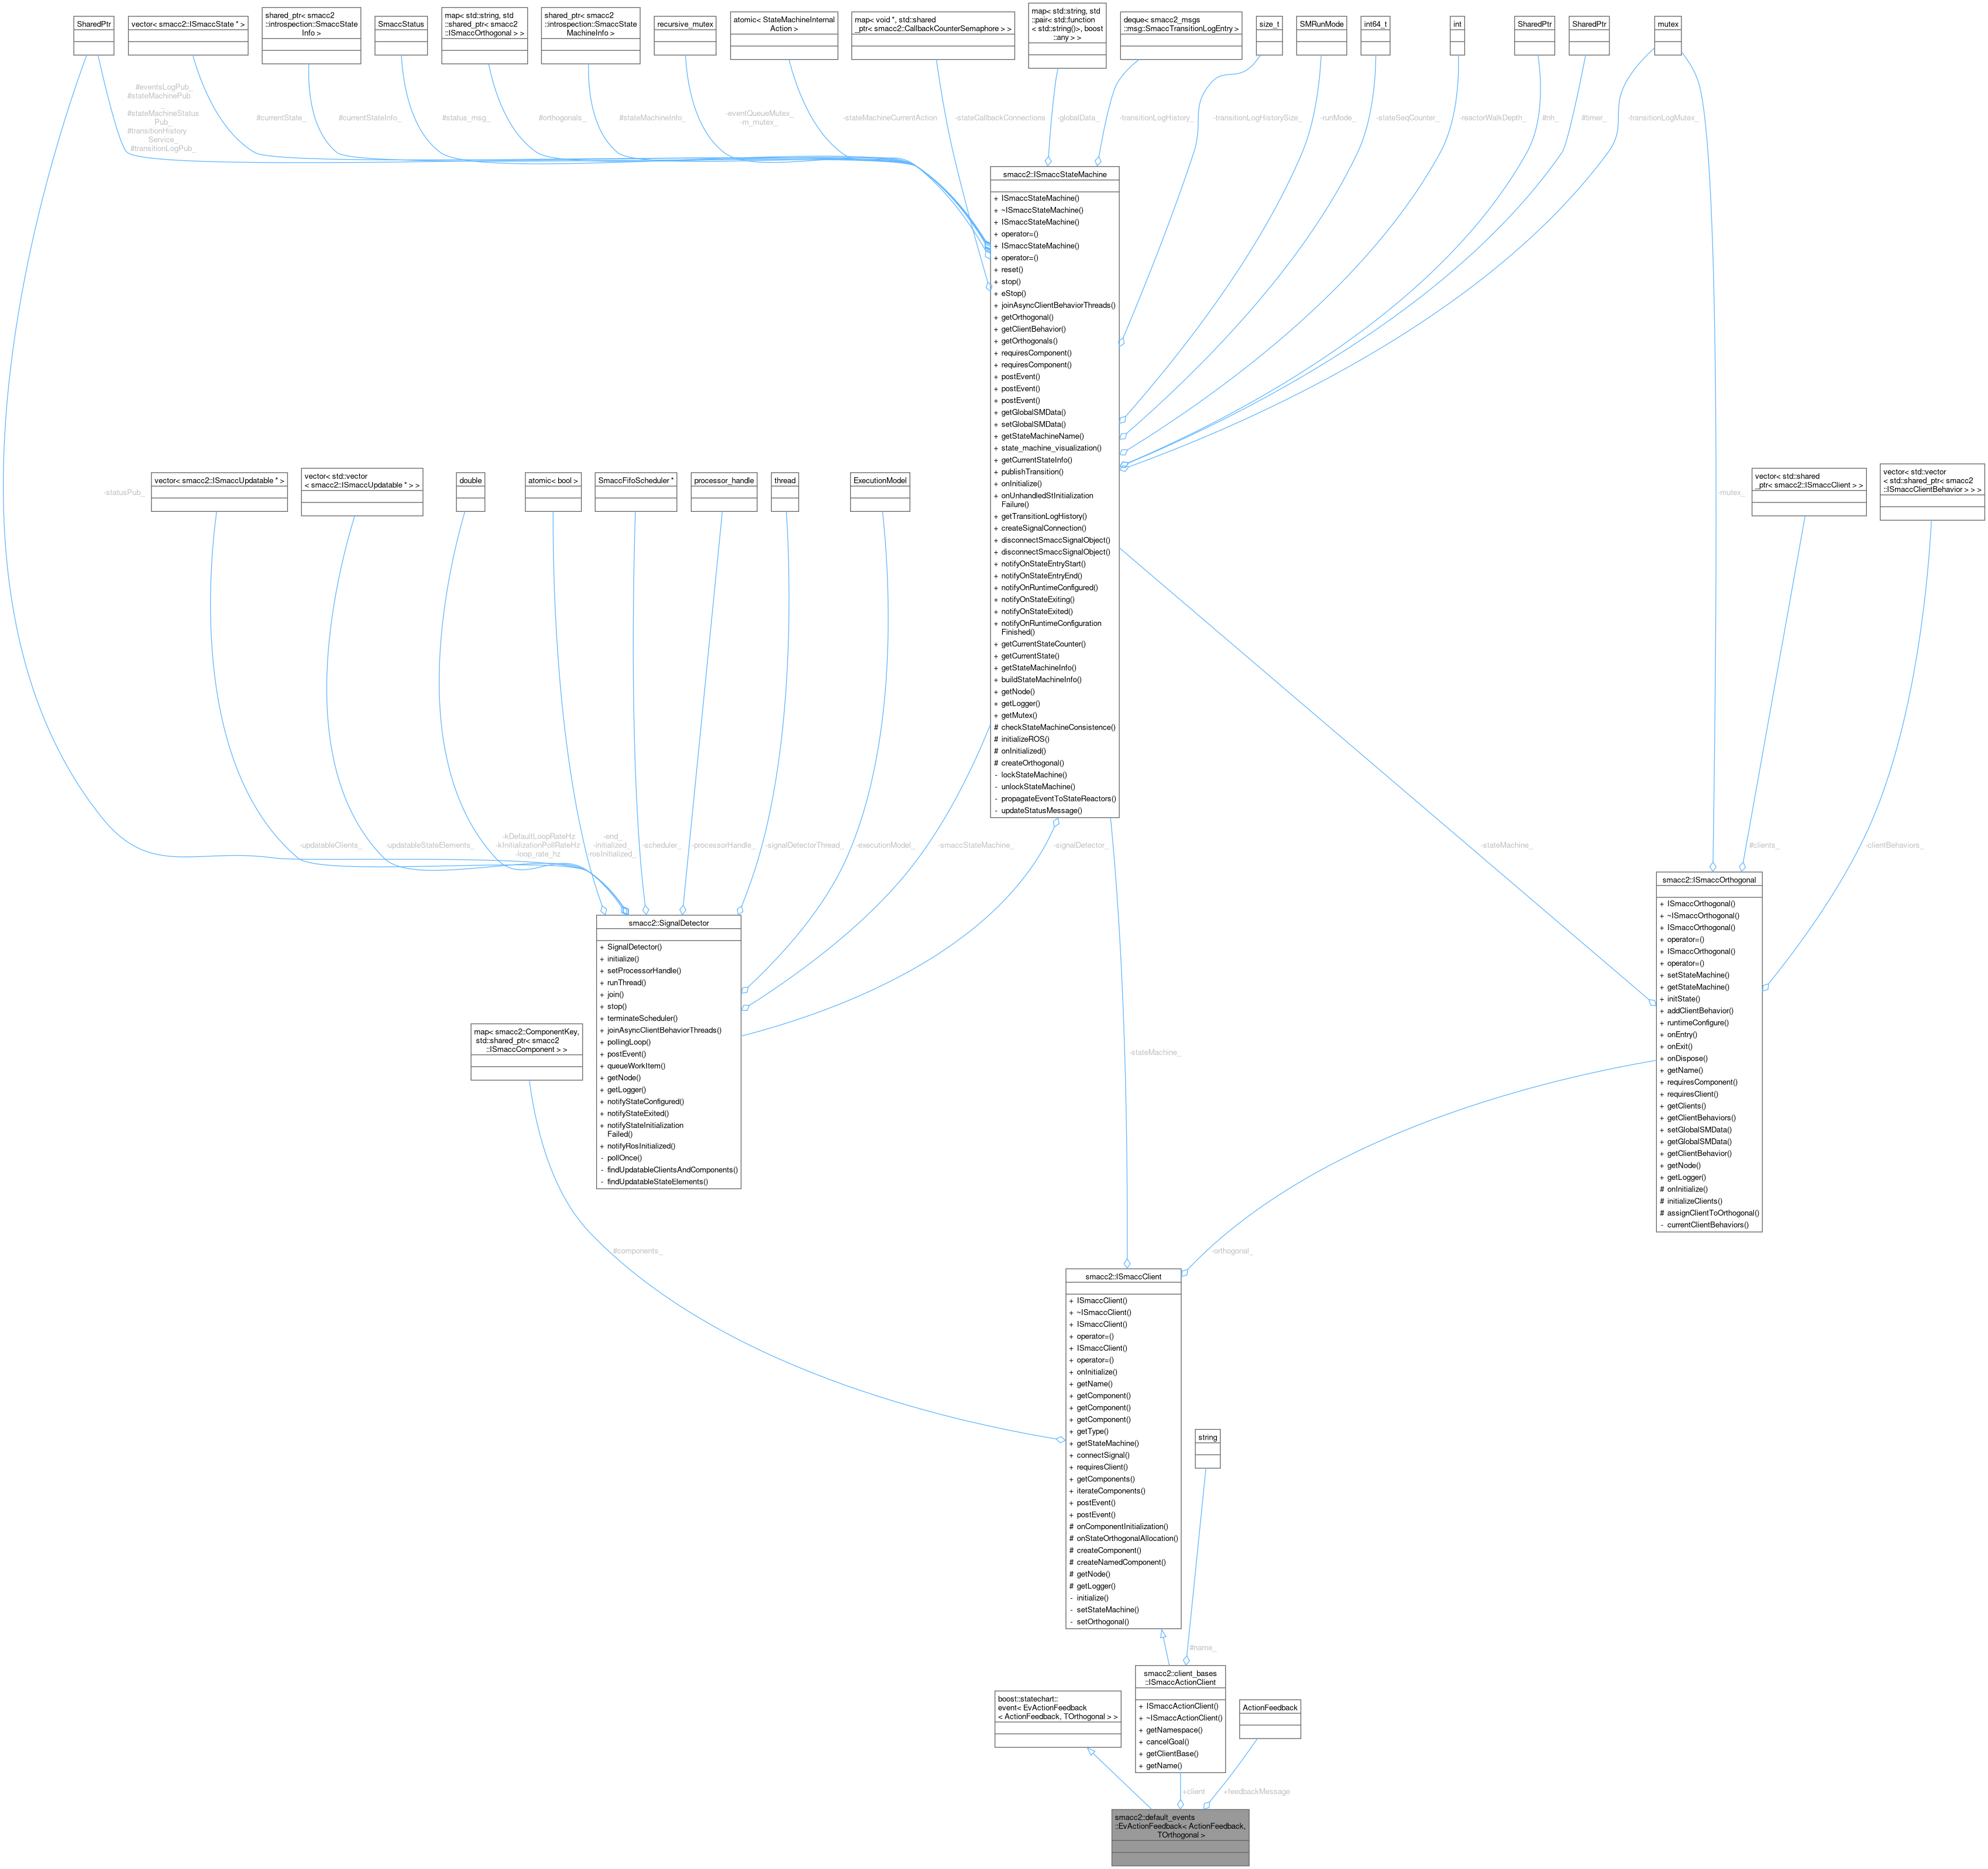 SharedPtr
vector< smacc2::ISmaccState * >
shared_ptr< smacc2
::introspection::SmaccState
Info >
SmaccStatus
map< std::string, std
::shared_ptr< smacc2
::ISmaccOrthogonal > >
shared_ptr< smacc2
::introspection::SmaccState
MachineInfo >
recursive_mutex
atomic< StateMachineInternal
Action >
map< void *, std::shared
_ptr< smacc2::CallbackCounterSemaphore > >
map< std::string, std
::pair< std::function
< std::string()>, boost
::any > >
deque< smacc2_msgs
::msg::SmaccTransitionLogEntry >
size_t
SMRunMode
int64_t
int
SharedPtr
SharedPtr
mutex
#eventsLogPub_
#stateMachinePub
_
#stateMachineStatus
Pub_
#transitionHistory
Service_
#transitionLogPub_
#currentState_
#currentStateInfo_
#status_msg_
#orthogonals_
#stateMachineInfo_
-eventQueueMutex_
-m_mutex_
-stateMachineCurrentAction
-stateCallbackConnections
-globalData_
-transitionLogHistory_
-transitionLogHistorySize_
-runMode_
-stateSeqCounter_
-reactorWalkDepth_
#nh_
#timer_
-transitionLogMutex_
smacc2::ISmaccStateMachine
+ ISmaccStateMachine()
+ ~ISmaccStateMachine()
+ ISmaccStateMachine()
+ operator=()
+ ISmaccStateMachine()
+ operator=()
+ reset()
+ stop()
+ eStop()
+ joinAsyncClientBehaviorThreads()
+ getOrthogonal()
+ getClientBehavior()
+ getOrthogonals()
+ requiresComponent()
+ requiresComponent()
+ postEvent()
+ postEvent()
+ postEvent()
+ getGlobalSMData()
+ setGlobalSMData()
+ getStateMachineName()
+ state_machine_visualization()
+ getCurrentStateInfo()
+ publishTransition()
+ onInitialize()
+ onUnhandledStInitialization
Failure()
+ getTransitionLogHistory()
+ createSignalConnection()
+ disconnectSmaccSignalObject()
+ disconnectSmaccSignalObject()
+ notifyOnStateEntryStart()
+ notifyOnStateEntryEnd()
+ notifyOnRuntimeConfigured()
+ notifyOnStateExiting()
+ notifyOnStateExited()
+ notifyOnRuntimeConfiguration
Finished()
+ getCurrentStateCounter()
+ getCurrentState()
+ getStateMachineInfo()
+ buildStateMachineInfo()
+ getNode()
+ getLogger()
+ getMutex()
# checkStateMachineConsistence()
# initializeROS()
# onInitialized()
# createOrthogonal()
- lockStateMachine()
- unlockStateMachine()
- propagateEventToStateReactors()
- updateStatusMessage()
-statusPub_
vector< smacc2::ISmaccUpdatable * >
vector< std::vector
< smacc2::ISmaccUpdatable * > >
double
atomic< bool >
SmaccFifoScheduler *
processor_handle
thread
ExecutionModel
-mutex_
vector< std::shared
_ptr< smacc2::ISmaccClient > >
vector< std::vector
< std::shared_ptr< smacc2
::ISmaccClientBehavior > > >
-updatableClients_
-updatableStateElements_
-kDefaultLoopRateHz
-kInitializationPollRateHz
-loop_rate_hz
-end_
-initialized_
-rosInitialized_
-scheduler_
-processorHandle_
-signalDetectorThread_
-executionModel_
-smaccStateMachine_
-signalDetector_
-stateMachine_
#clients_
-clientBehaviors_
smacc2::SignalDetector
+ SignalDetector()
+ initialize()
+ setProcessorHandle()
+ runThread()
+ join()
+ stop()
+ terminateScheduler()
+ joinAsyncClientBehaviorThreads()
+ pollingLoop()
+ postEvent()
+ queueWorkItem()
+ getNode()
+ getLogger()
+ notifyStateConfigured()
+ notifyStateExited()
+ notifyStateInitialization
Failed()
+ notifyRosInitialized()
- pollOnce()
- findUpdatableClientsAndComponents()
- findUpdatableStateElements()
smacc2::ISmaccOrthogonal
+ ISmaccOrthogonal()
+ ~ISmaccOrthogonal()
+ ISmaccOrthogonal()
+ operator=()
+ ISmaccOrthogonal()
+ operator=()
+ setStateMachine()
+ getStateMachine()
+ initState()
+ addClientBehavior()
+ runtimeConfigure()
+ onEntry()
+ onExit()
+ onDispose()
+ getName()
+ requiresComponent()
+ requiresClient()
+ getClients()
+ getClientBehaviors()
+ setGlobalSMData()
+ getGlobalSMData()
+ getClientBehavior()
+ getNode()
+ getLogger()
# onInitialize()
# initializeClients()
# assignClientToOrthogonal()
- currentClientBehaviors()
map< smacc2::ComponentKey,
std::shared_ptr< smacc2
::ISmaccComponent > >
-stateMachine_
#components_
-orthogonal_
smacc2::ISmaccClient
+ ISmaccClient()
+ ~ISmaccClient()
+ ISmaccClient()
+ operator=()
+ ISmaccClient()
+ operator=()
+ onInitialize()
+ getName()
+ getComponent()
+ getComponent()
+ getComponent()
+ getType()
+ getStateMachine()
+ connectSignal()
+ requiresClient()
+ getComponents()
+ iterateComponents()
+ postEvent()
+ postEvent()
# onComponentInitialization()
# onStateOrthogonalAllocation()
# createComponent()
# createNamedComponent()
# getNode()
# getLogger()
- initialize()
- setStateMachine()
- setOrthogonal()
string
#name_
smacc2::client_bases
::ISmaccActionClient
+ ISmaccActionClient()
+ ~ISmaccActionClient()
+ getNamespace()
+ cancelGoal()
+ getClientBase()
+ getName()
boost::statechart::
event< EvActionFeedback
< ActionFeedback, TOrthogonal > >
ActionFeedback
+client
+feedbackMessage
smacc2::default_events
::EvActionFeedback< ActionFeedback,
TOrthogonal >